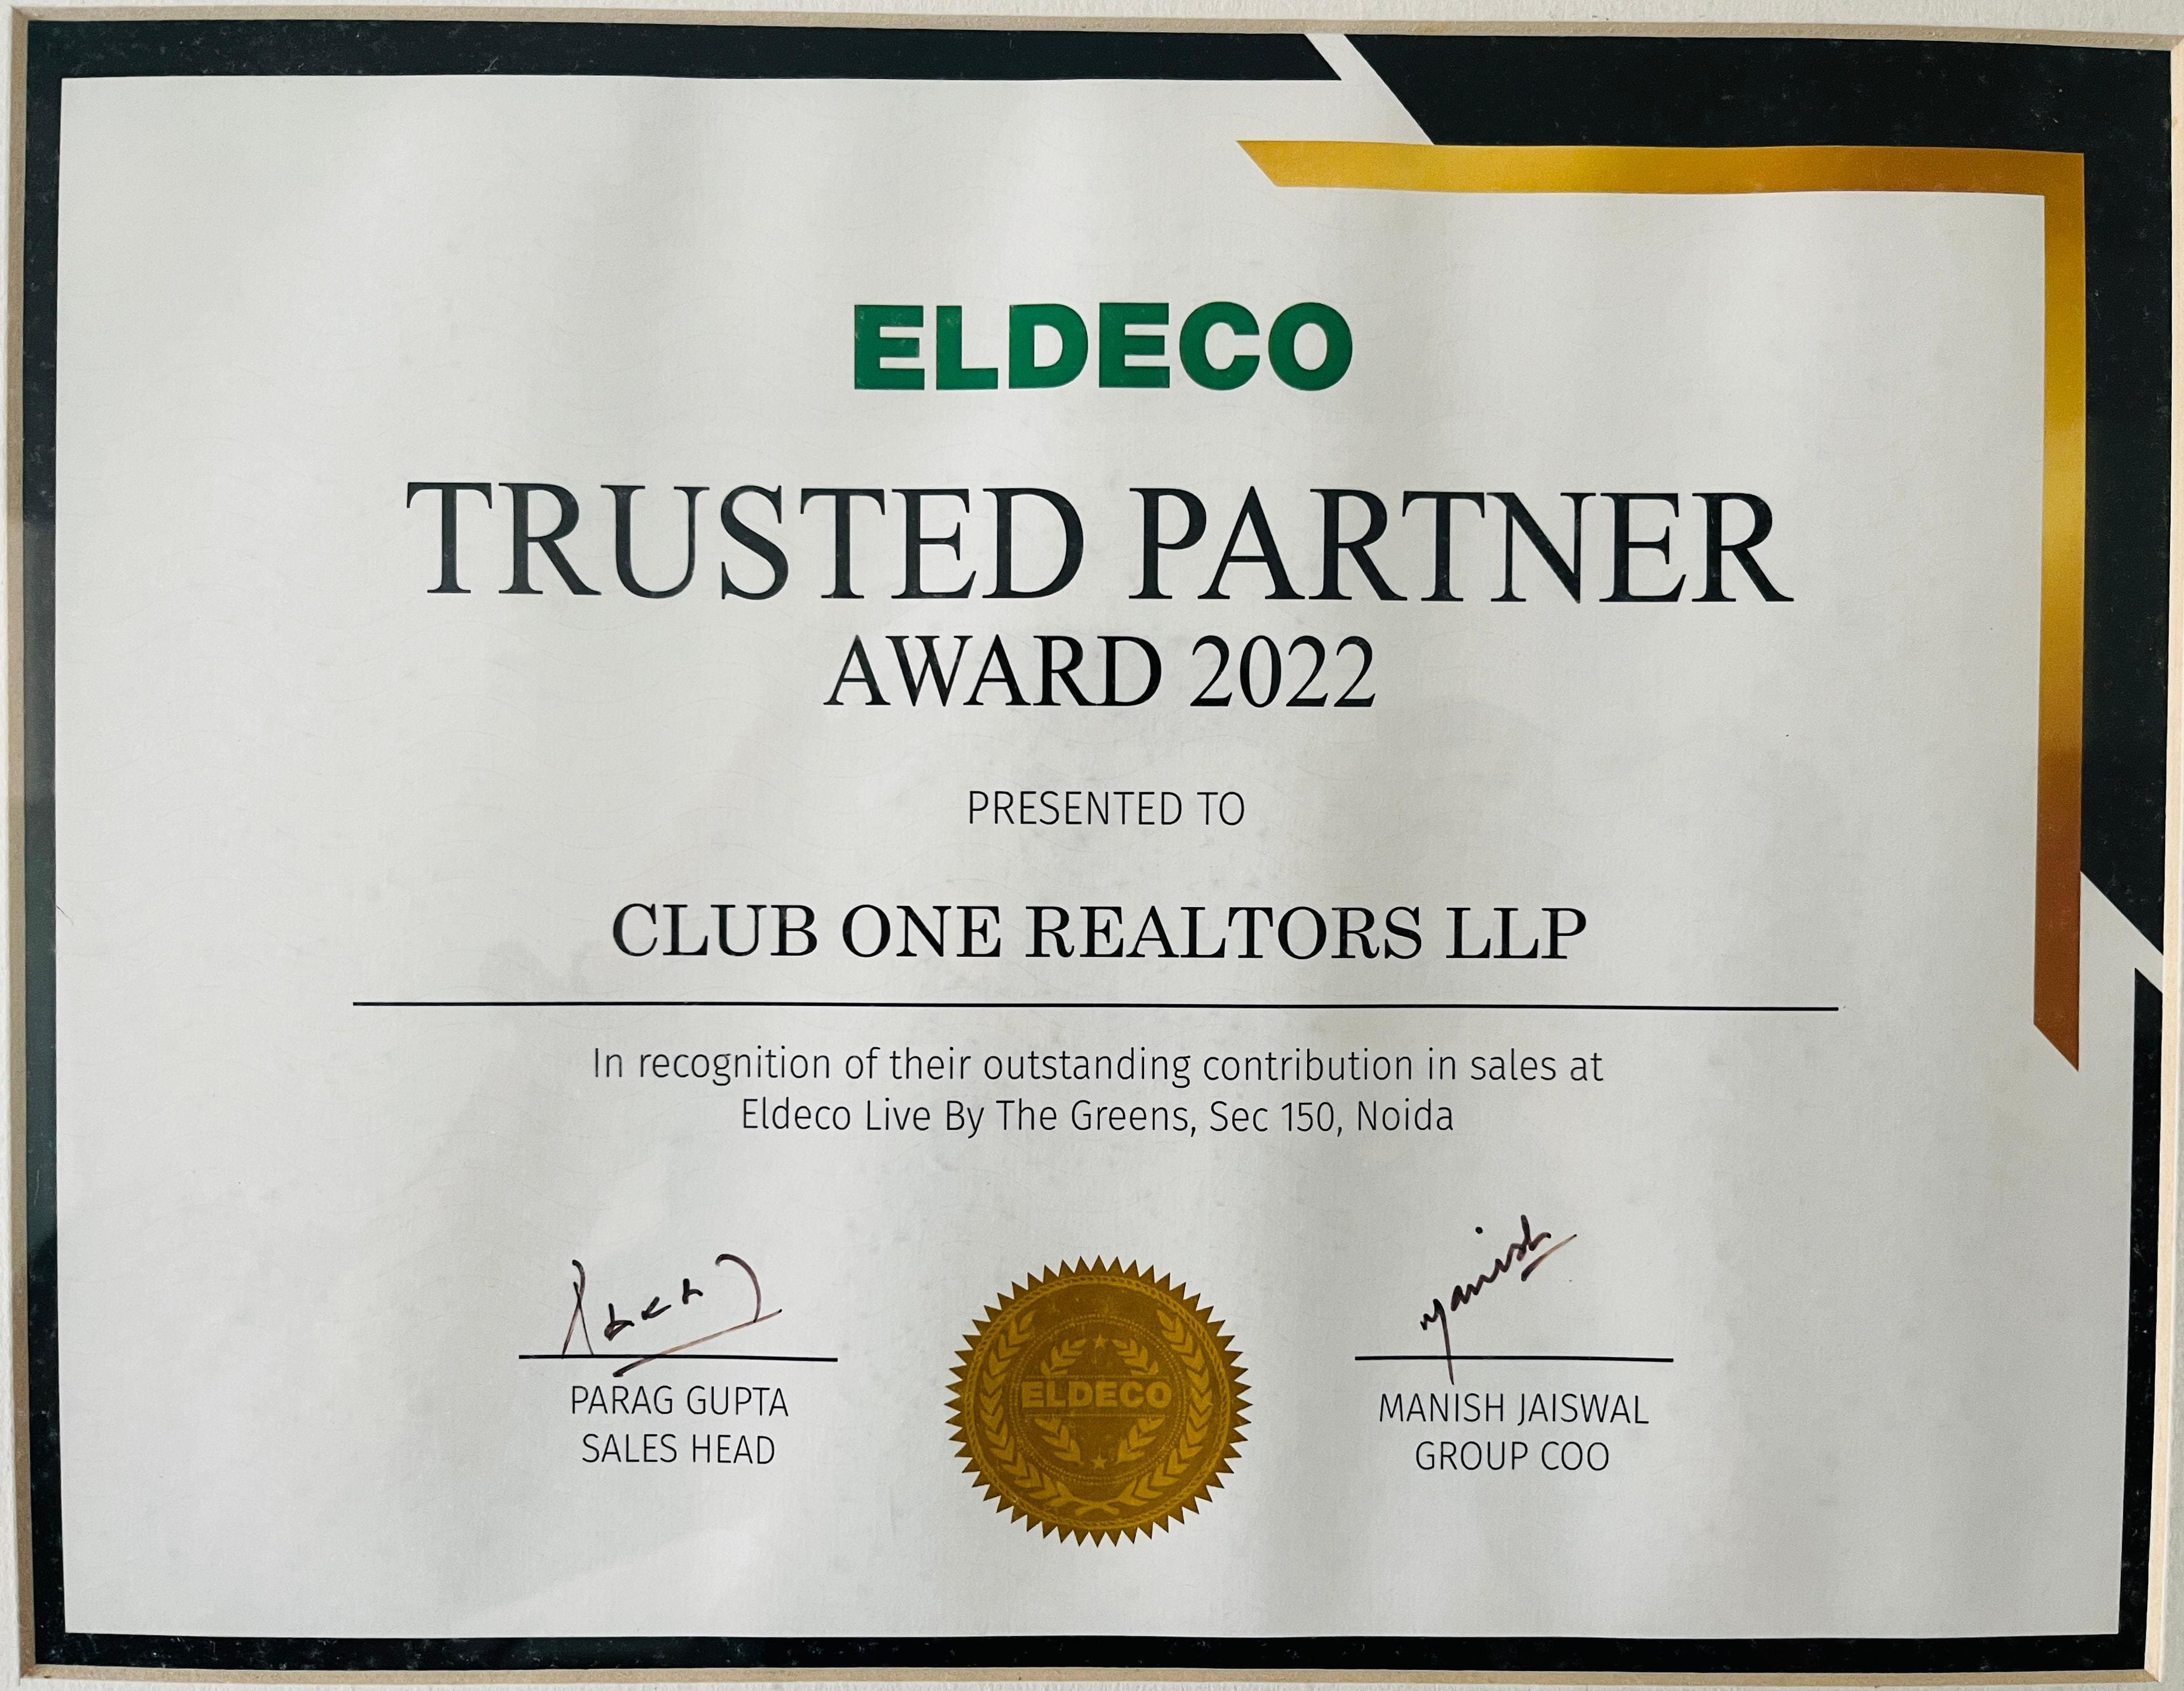 ELDECO
TRUSTED PARTNER
AWARD 2022
PRESENTED TO
CLUB ONE REALTORS LLP
In recognition of their outstanding contribution in sales at
Eldeco Live By The Greens, Sec 150, Noida
Manish
PARAG GUPTA
SALES HEAD
ELDECO
MANISH JAISWAL
GROUP COO